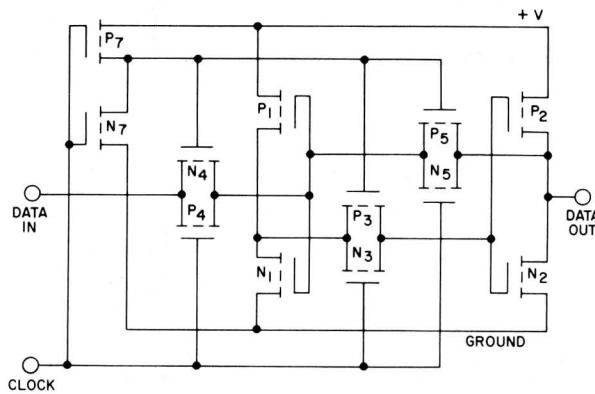 + V
P7
P1
P5
P2
N7
N4
N5
P4
P3
DATA IN
DATA OUT
N1
N3
N2
GROUND
CLOCK